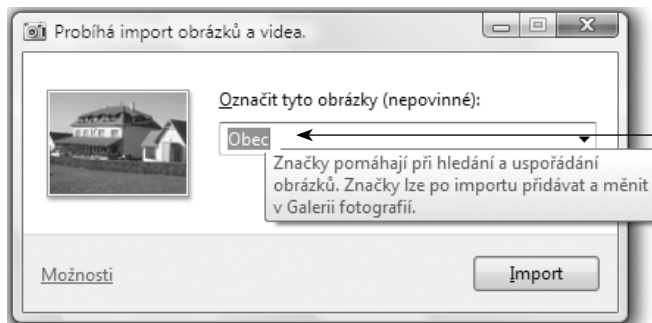 Probíhá import obrázků a videa.
Označit tyto obrázky (nepovinné):
Obec
Značky pomáhají při hledání a uspořádání
obrázků. Značky lze po importu přidávat a měnit
v Galerii fotografií.
Možnosti
Import